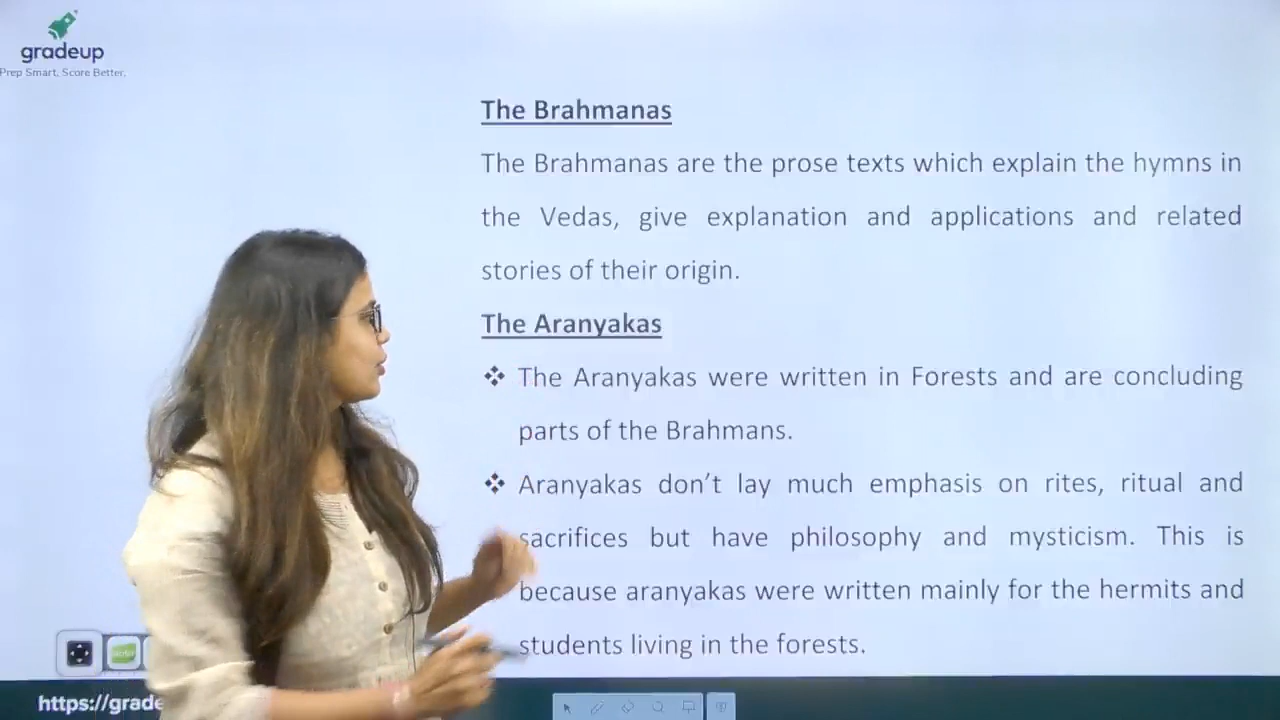 gradeup
Prep Smart, Score Better.
The Brahmanas
The Brahmanas are the prose texts which explain the hymns in
the Vedas, give explanation and applications and related
stories of their origin.
The Aranyakas
The Aranyakas were written in Forests and are concluding
parts of the Brahmans.
Aranyakas don't lay much emphasis on rites, ritual and
sacrifices but have philosophy and mysticism. This is
because aranyakas were written mainly for the hermits and
students living in the forests.
https://grade